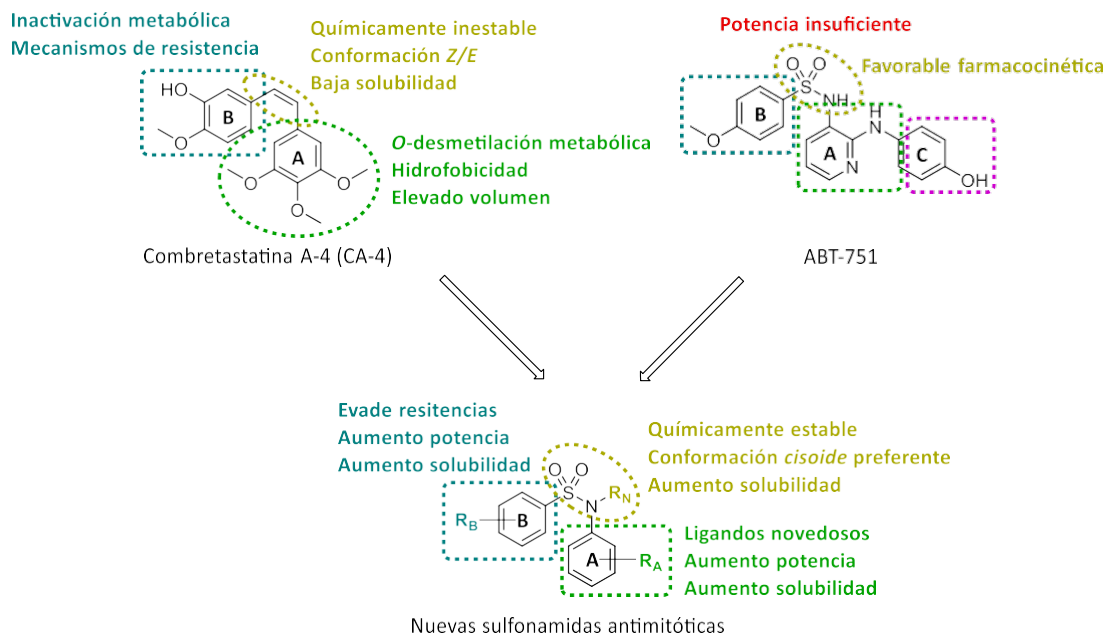 Inactivación metabólica
Mecanismos de resistencia
Químicamente inestable
Conformación Z/E
Baja solubilidad
HO
B
O
A
O
O
O
O-desmetilación metabólica
Hidrofobicidad
Elevado volumen
Combretastatina A-4 (CA-4)
Potencia insuficiente
Favorable farmacocinética
O O
S
NH
B
H
N
O
A
C
N
OH
ABT-751
Evade resitencias
Aumento potencia
Aumento solubilidad
Químicamente estable
Conformación cisoide preferente
Aumento solubilidad
O O
S
RN
N
RB
B
A
RA
Ligandos novedosos
Aumento potencia
Aumento solubilidad
Nuevas sulfonamidas antimitóticas